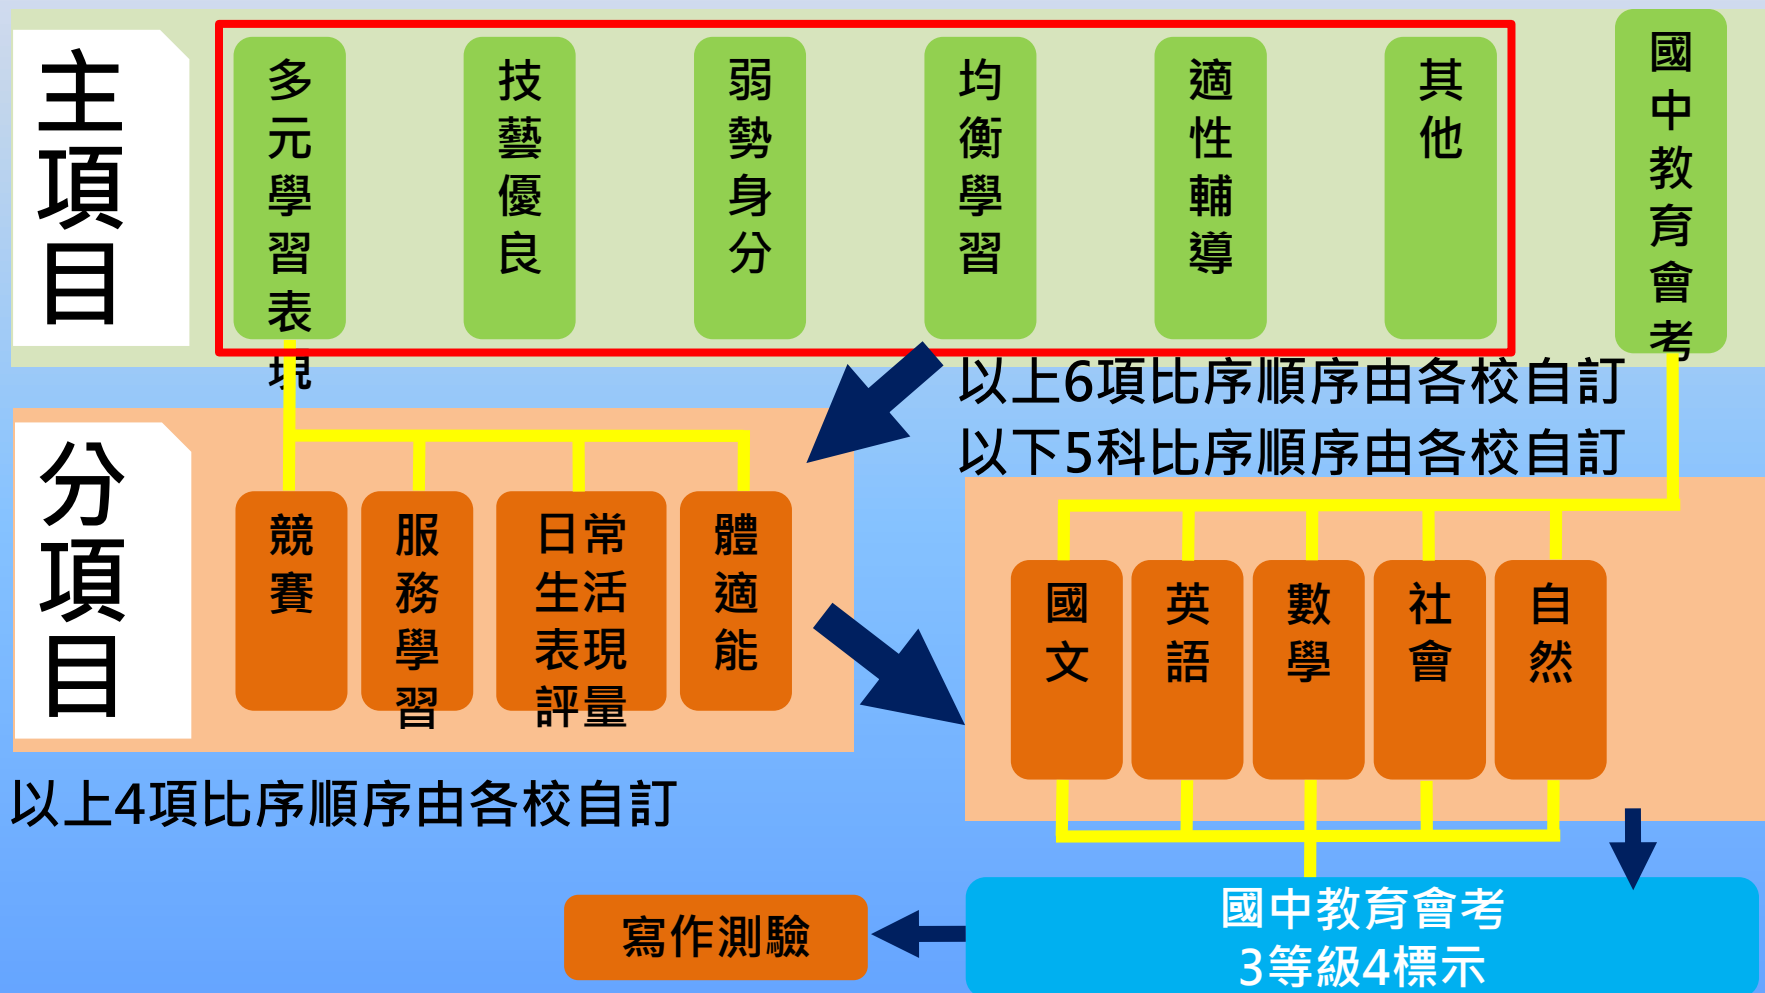 主項目
多元學習表現
技藝優良
弱勢身分
均衡學習
適性輔導
其他
國中教育會考
以上6項比序順序由各校自訂
以下5科比序順序由各校自訂
分項目
競賽
服務學習
日常
生活
表現
評量
體適能
國文
英語
數學
社會
自然
以上4項比序順序由各校自訂
寫作測驗
國中教育會考
3等級4標示